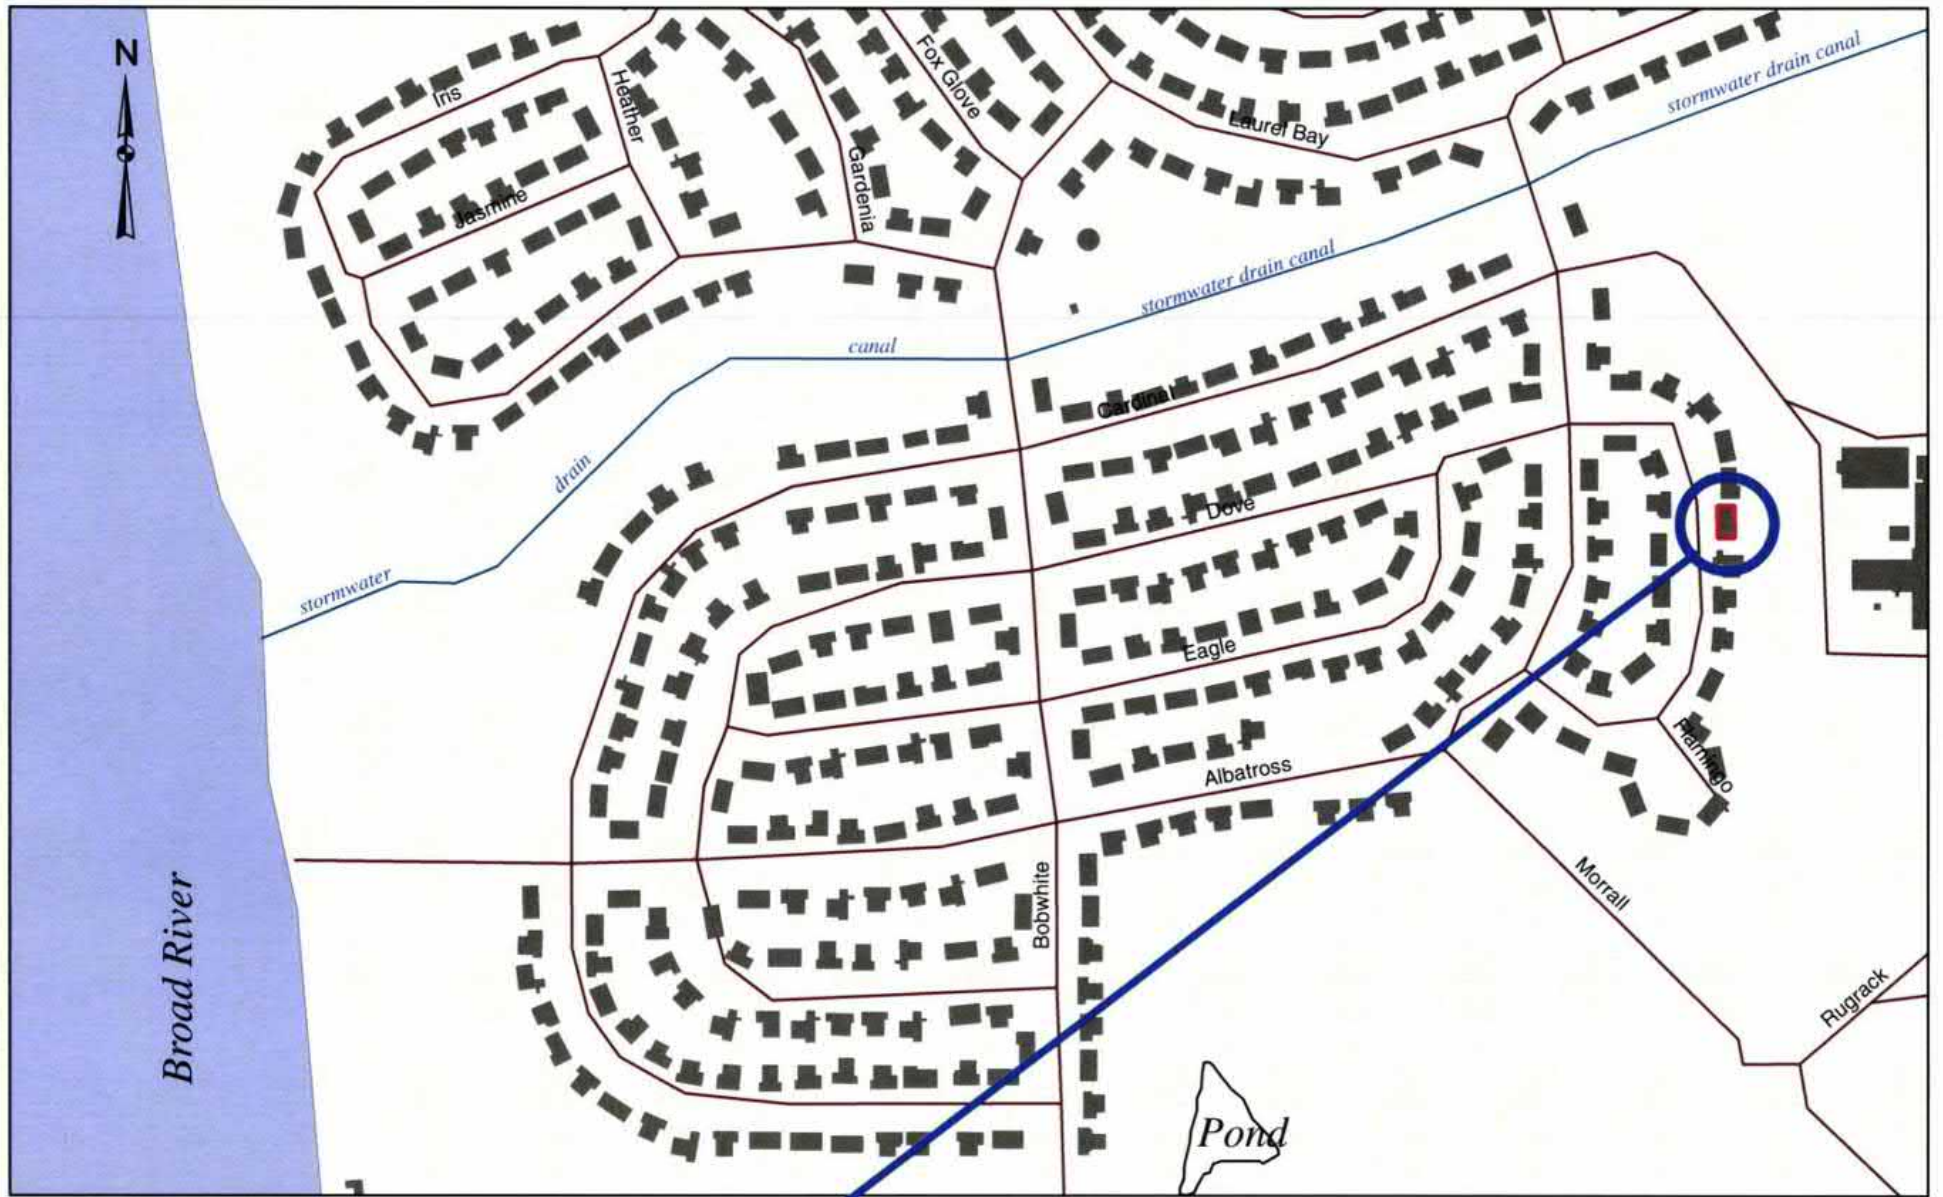 N
Iris
Heather
Fox Glove
Laurel Bay
stormwater drain canal
Gardenia
Jasmine
stormwater drain canal
canal
drain
stormwater
Cardinal
Dove
Eagle
Albatross
Flamingo
Bobwhite
Morrall
Rugrack
Broad River
Pond